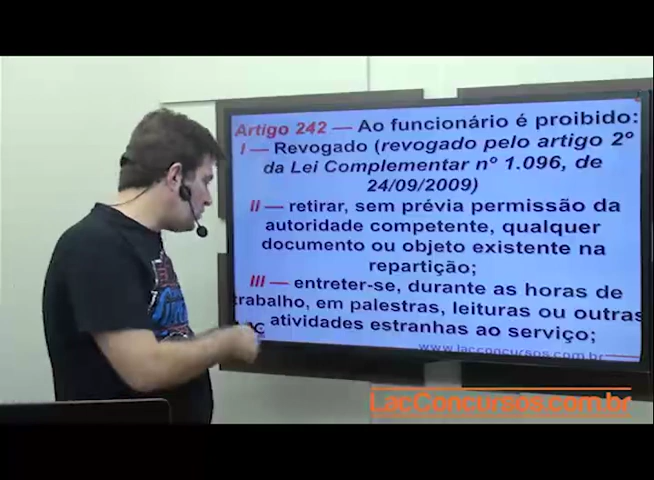 Artigo 242 — Ao funcionário é proibido:
I — Revogado (revogado pelo artigo 2º
da Lei Complementar nº 1.096, de
24/09/2009)
II — retirar, sem prévia permissão da
autoridade competente, qualquer
documento ou objeto existente na
repartição;
III — entreter-se, durante as horas de
trabalho, em palestras, leituras ou outras
atividades estranhas ao serviço;
www.lacconcursos.com.br
LacConcursos.com.br